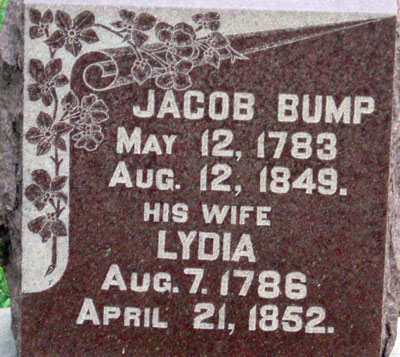 JACOB BUMP
MAY 12, 1783
AUG. 12, 1849.
HIS WIFE
LYDIA
AUG. 7. 1786
APRIL 21, 1852.